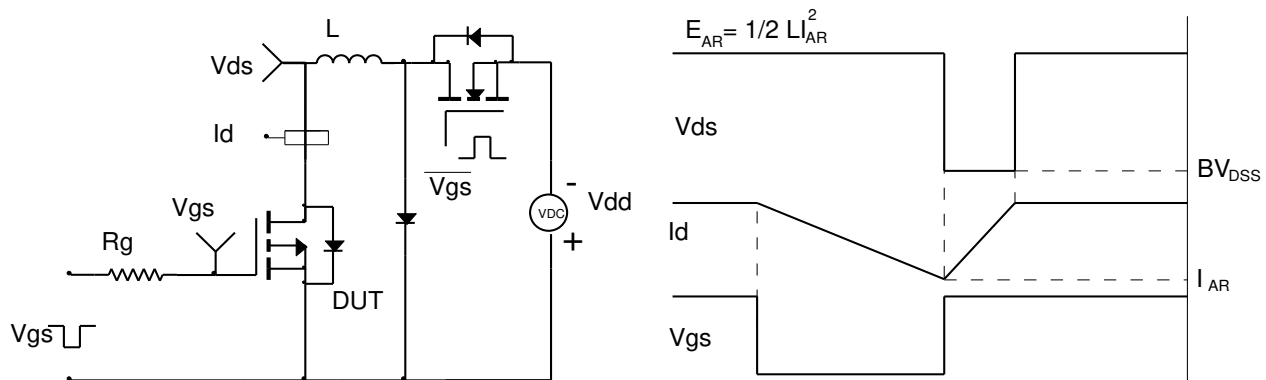 L
Vds
Id
Vgs
Vgs
Rg
DUT
Vgs
VDC
-
Vdd
+
E_AR = 1/2 LI_AR^2
Vds
BV_DSS
Id
I_AR
Vgs